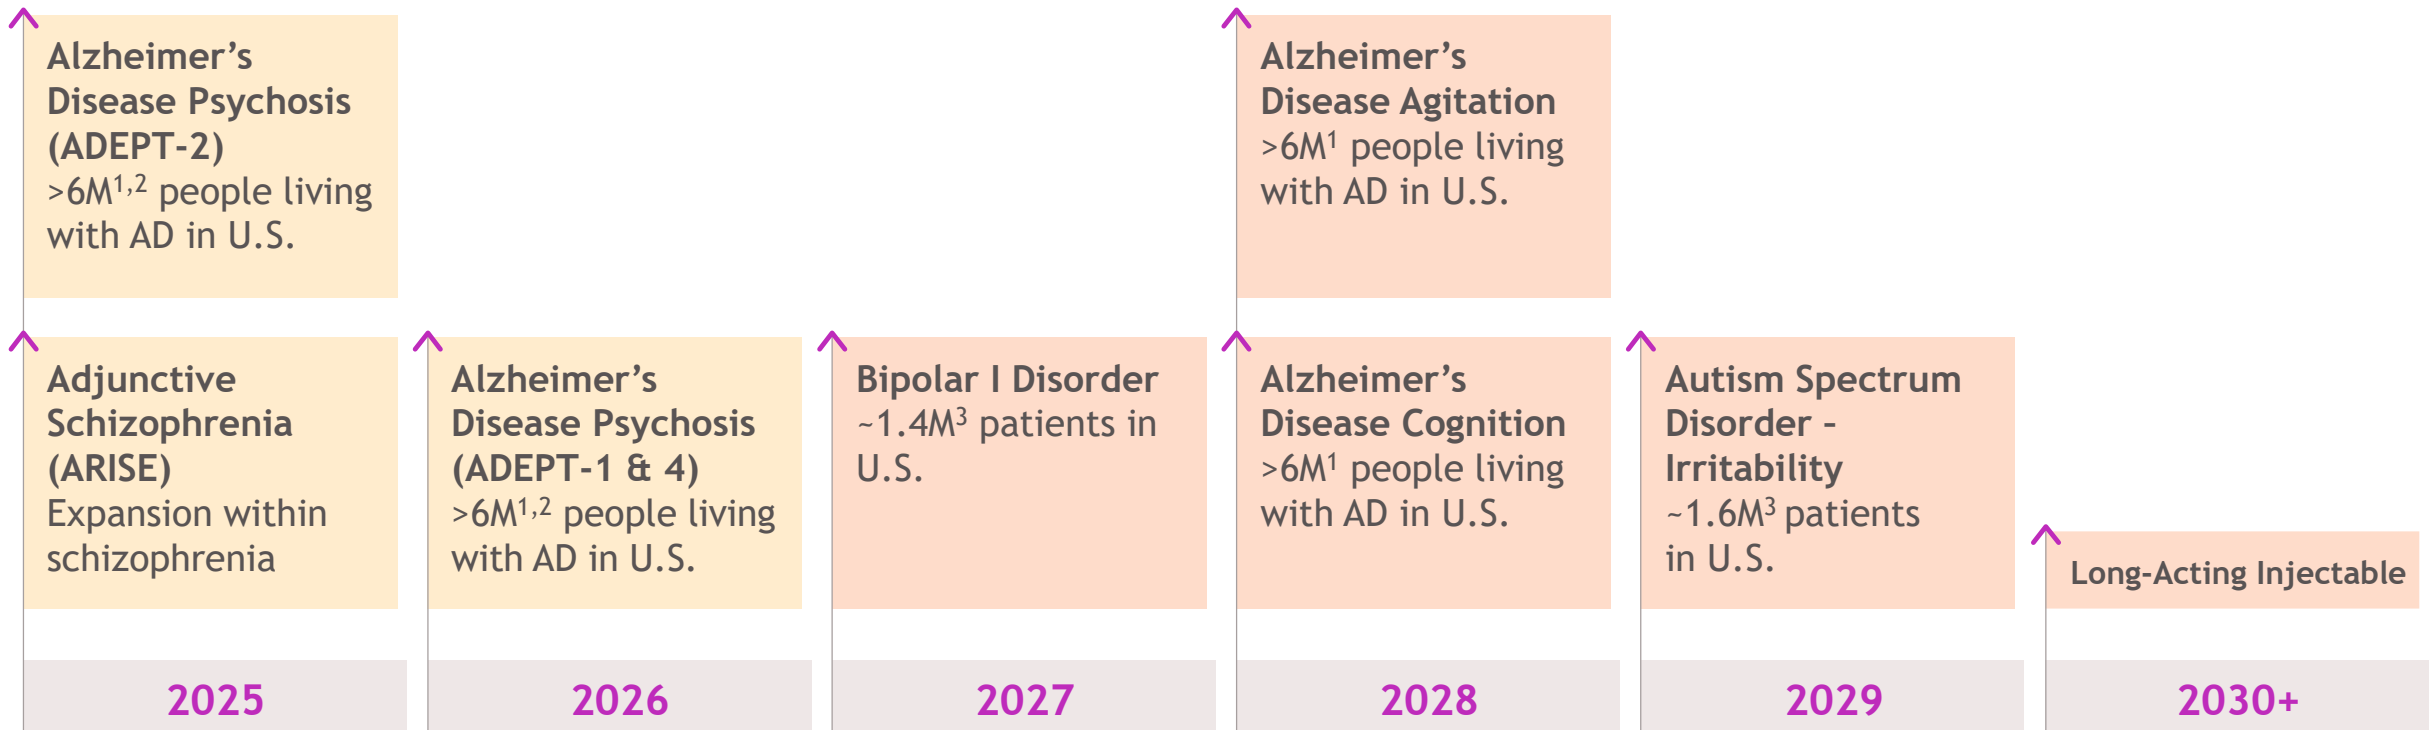 Alzheimer’s
Disease Psychosis
(ADEPT-2)
>6M¹,² people living
with AD in U.S.
Alzheimer’s
Disease Agitation
>6M¹ people living
with AD in U.S.
Adjunctive
Schizophrenia
(ARISE)
Expansion within
schizophrenia
Alzheimer’s
Disease Psychosis
(ADEPT-1 & 4)
>6M¹,² people living
with AD in U.S.
Bipolar I Disorder
~1.4M³ patients in
U.S.
Alzheimer’s
Disease Cognition
>6M¹ people living
with AD in U.S.
Autism Spectrum
Disorder –
Irritability
~1.6M³ patients
in U.S.
Long-Acting Injectable
2025
2026
2027
2028
2029
2030+